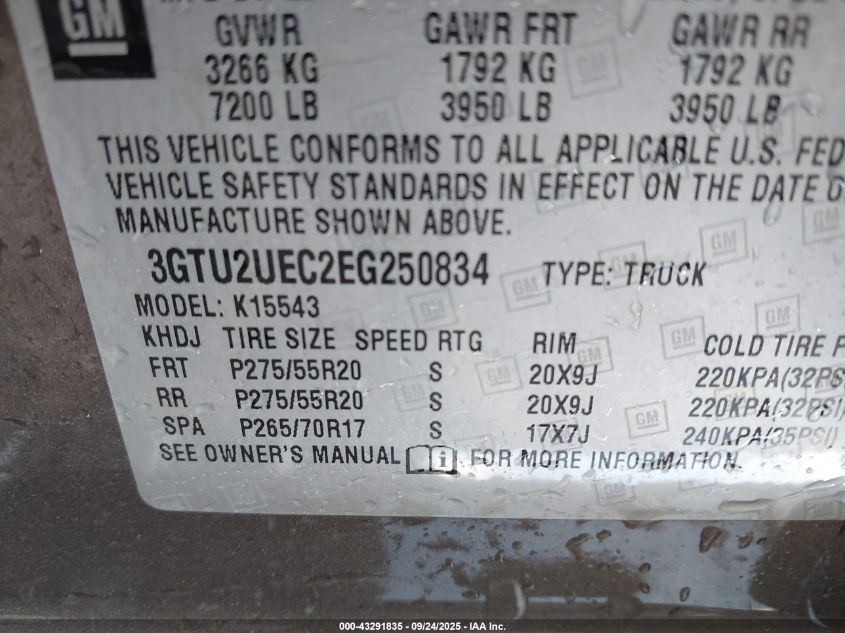 GM
GVWR GAWR FRT GAWR RR
3266 KG 1792 KG 1792 KG
7200 LB 3950 LB 3950 LB
THIS VEHICLE CONFORMS TO ALL APPLICABLE U.S. FED
VEHICLE SAFETY STANDARDS IN EFFECT ON THE DATE O
MANUFACTURE SHOWN ABOVE.
3GTU2UEC2EG250834 TYPE: TRUCK
MODEL: K15543
KHDJ TIRE SIZE SPEED RTG RIM COLD TIRE P
FRT P275/55R20 S 20X9J 220KPA(32PS
RR P275/55R20 S 20X9J 220KPA(32PSI)
SPA P265/70R17 S 17X7J 240KPA(35PSI)
SEE OWNER'S MANUAL FOR MORE INFORMATION.
000-43291835 - 09/24/2025 - IAA Inc.